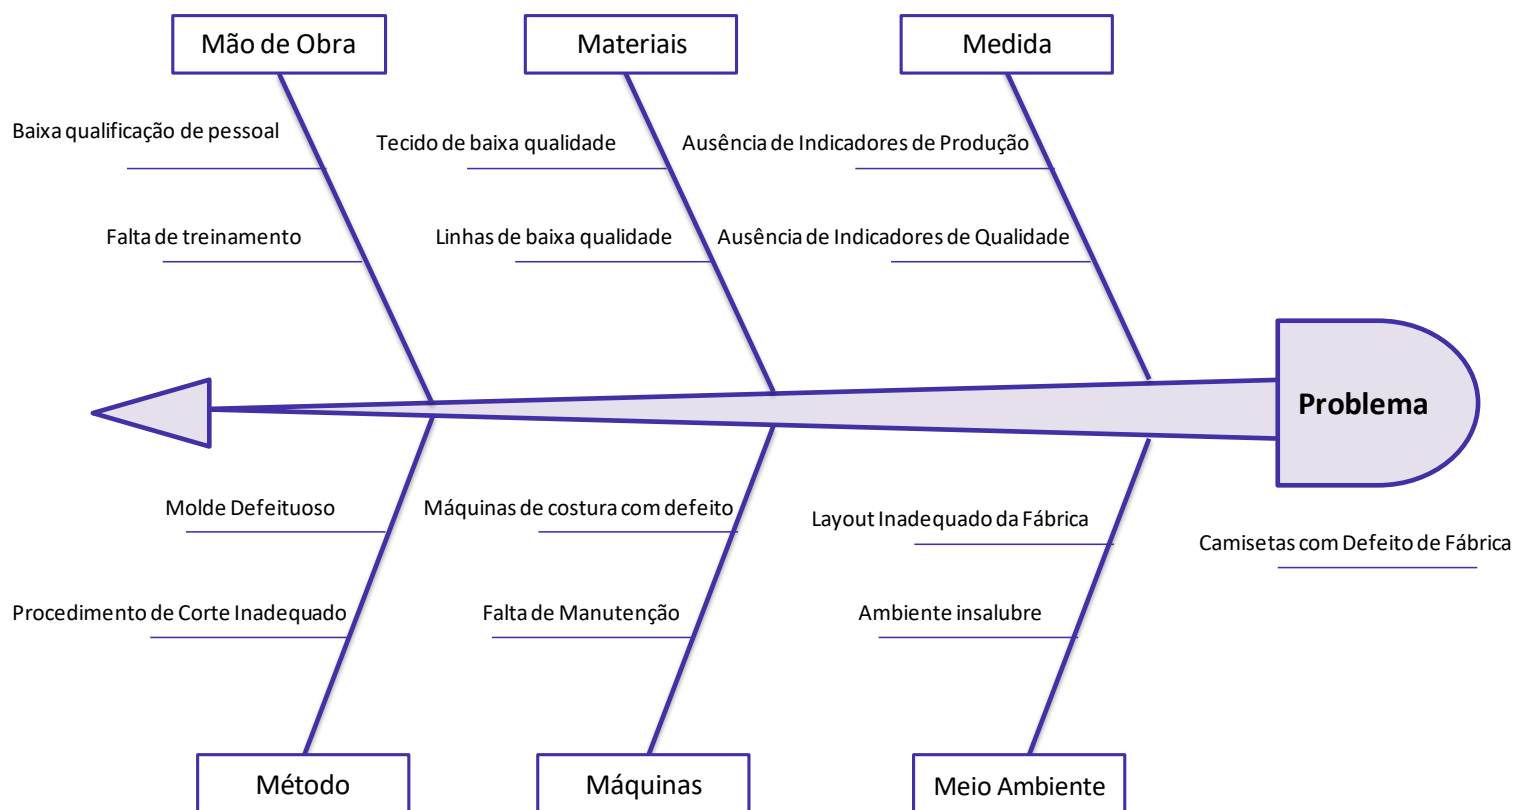 Mão de Obra
Materiais
Medida
Baixa qualificação de pessoal
Tecido de baixa qualidade
Ausência de Indicadores de Produção
Falta de treinamento
Linhas de baixa qualidade
Ausência de Indicadores de Qualidade
Problema
Molde Defeituoso
Máquinas de costura com defeito
Layout Inadequado da Fábrica
Camisetas com Defeito de Fábrica
Procedimento de Corte Inadequado
Falta de Manutenção
Ambiente insalubre
Método
Máquinas
Meio Ambiente